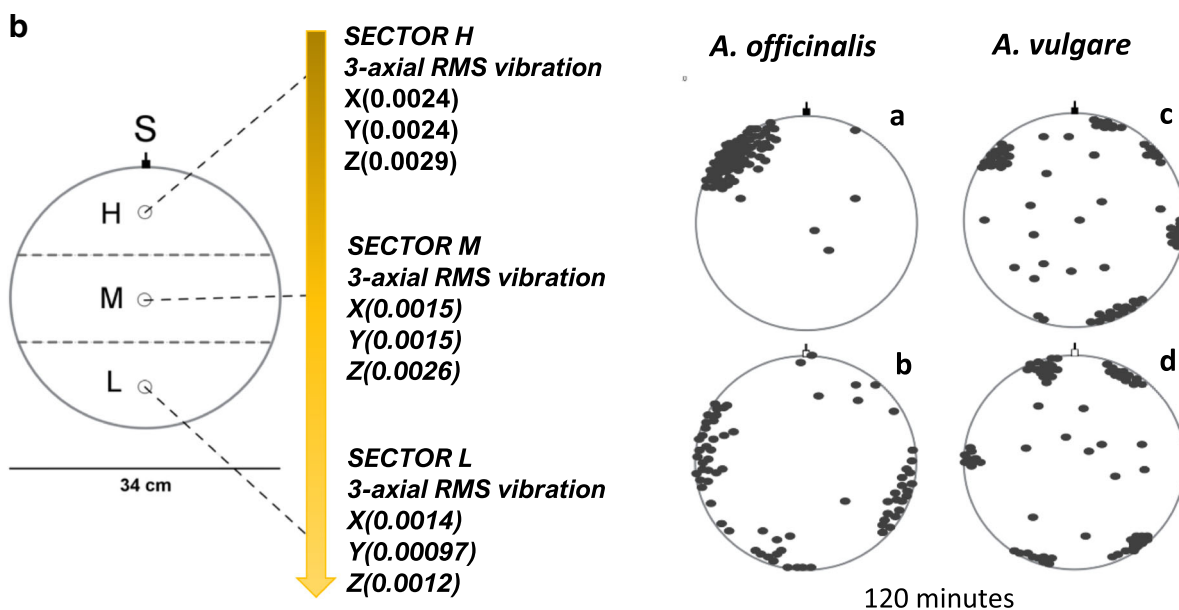 b
S
H
M
L
34 cm
SECTOR H
3-axial RMS vibration
X(0.0024)
Y(0.0024)
Z(0.0029)
SECTOR M
3-axial RMS vibration
X(0.0015)
Y(0.0015)
Z(0.0026)
SECTOR L
3-axial RMS vibration
X(0.0014)
Y(0.00097)
Z(0.0012)
A. officinalis
A. vulgare
a
c
b
d
120 minutes